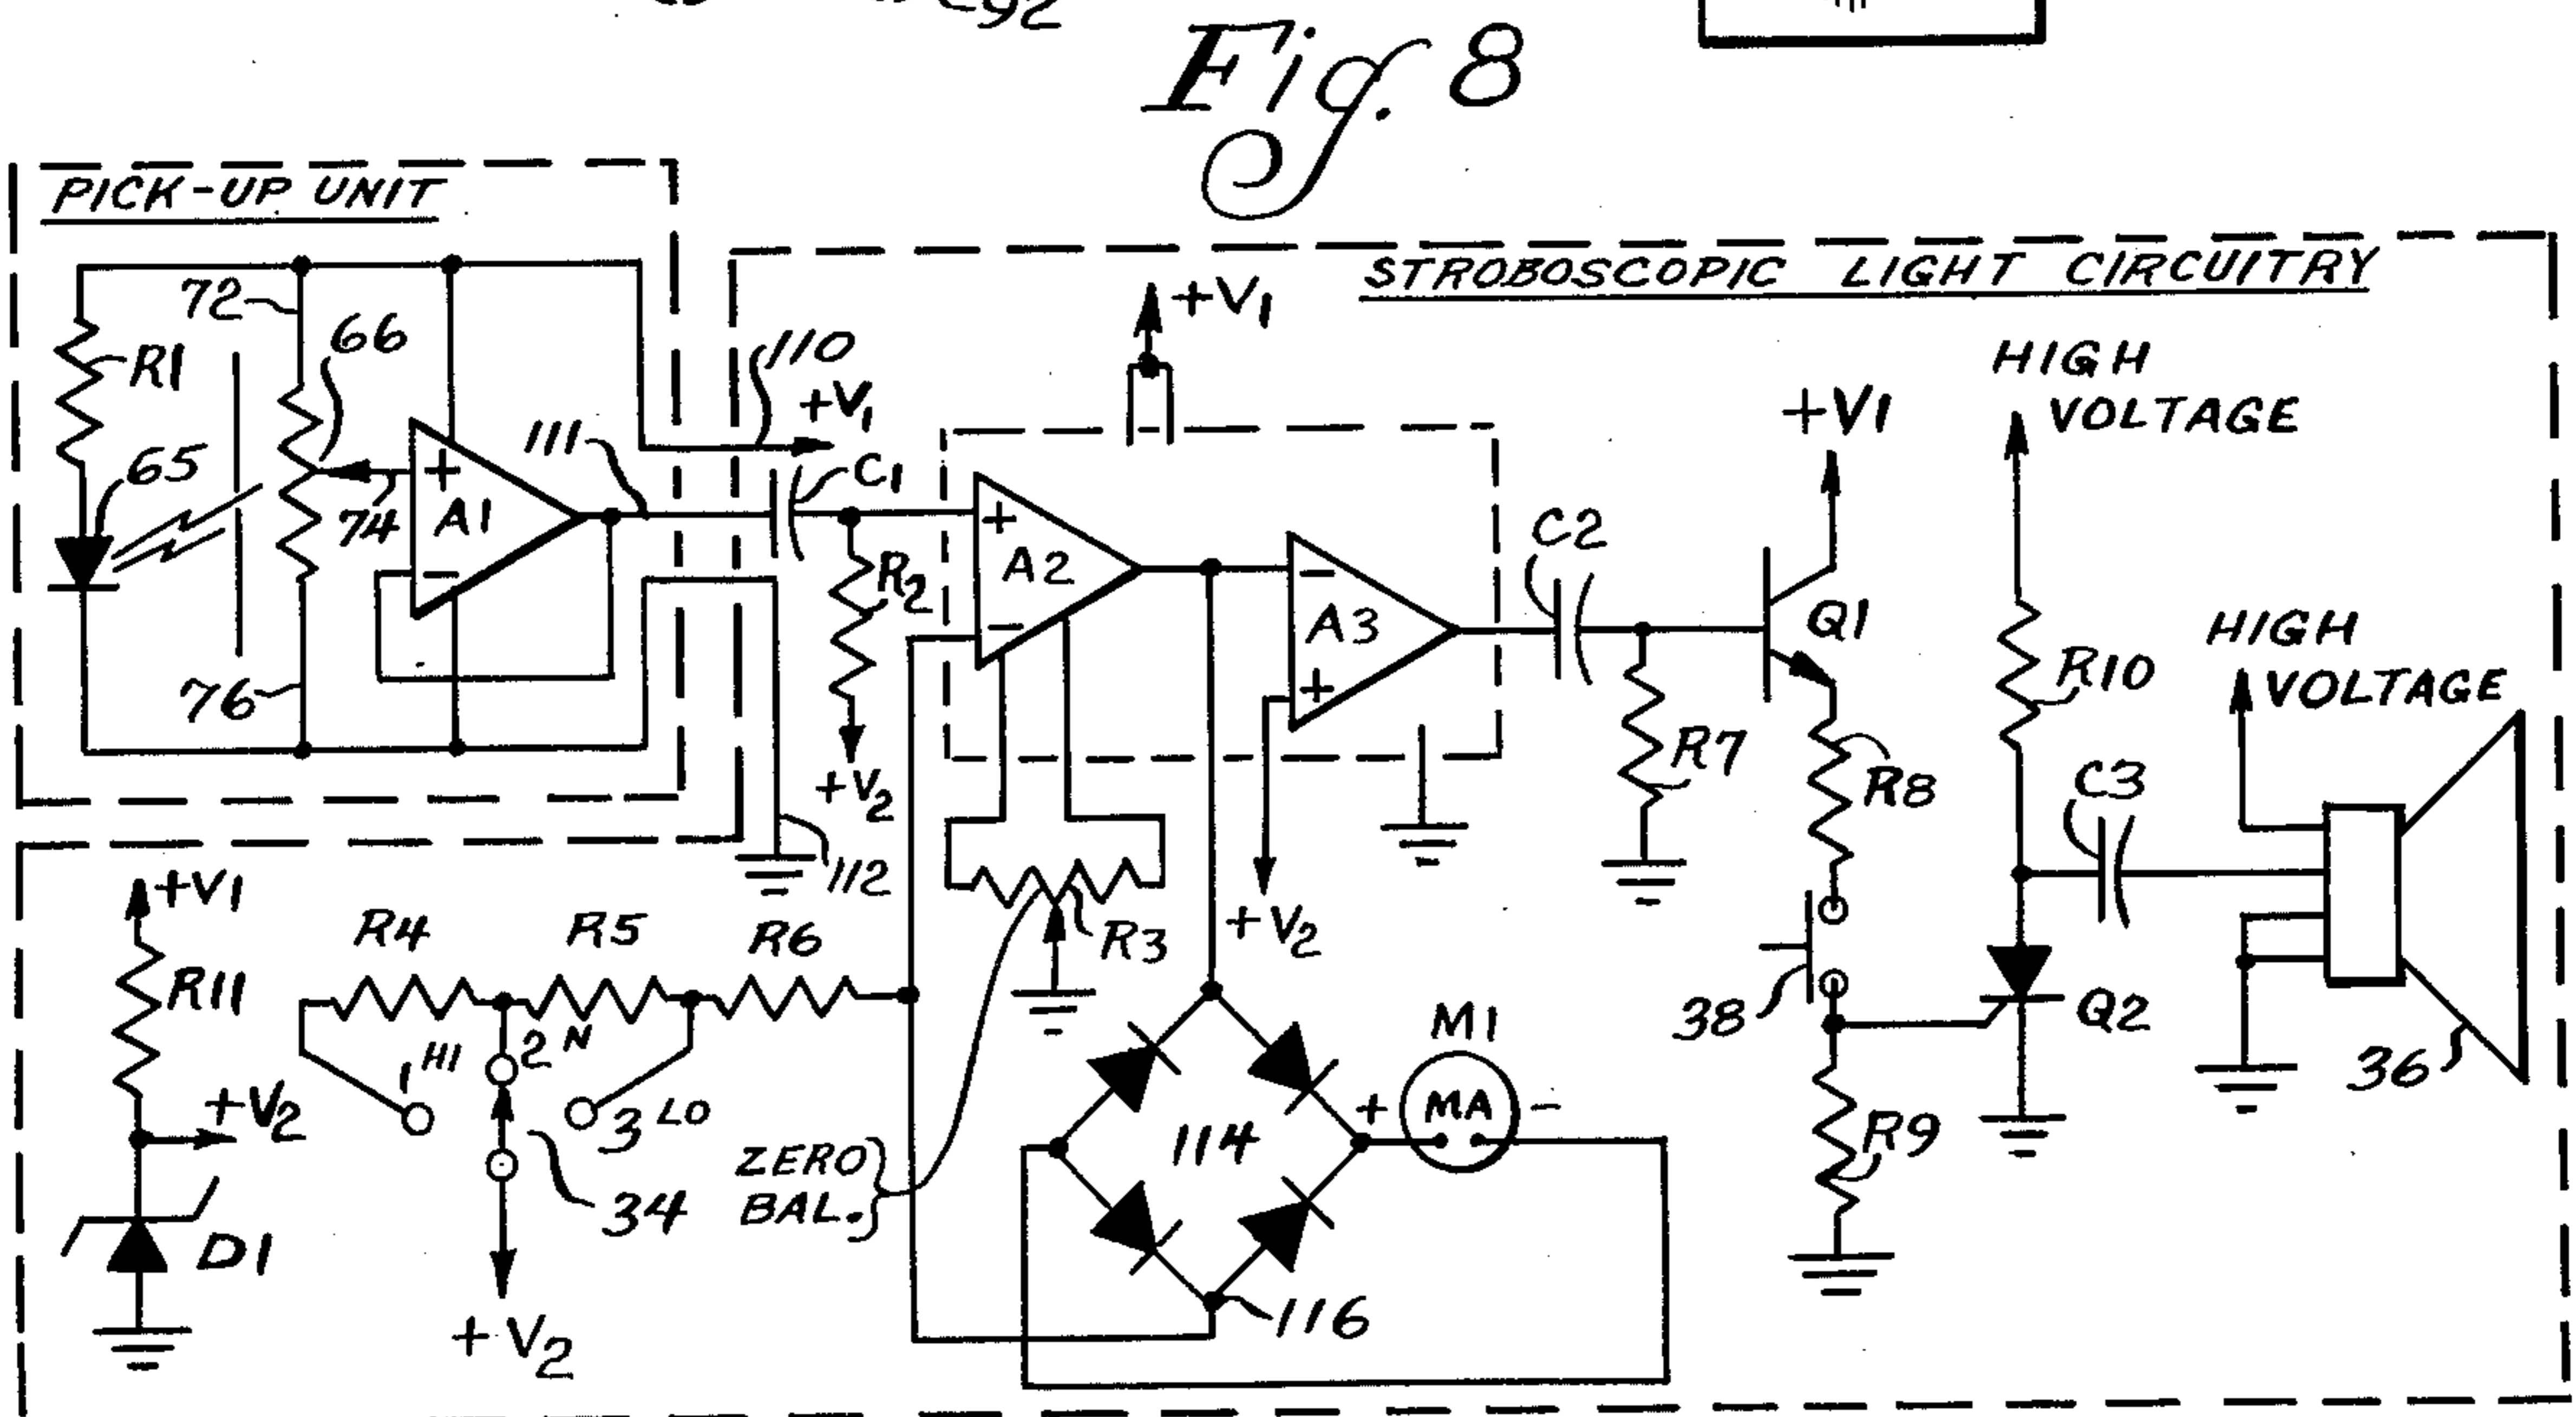 92
Fig. 8
PICK-UP UNIT
STROBOSCOPIC LIGHT CIRCUITRY
72
66
R1
65
74
76
+
A1
−
111
110
+V1
C1
R2
+V2
112
+V1
+
A2
−
−
A3
+
R3
+V2
C2
R7
+V1
Q1
R8
38
R9
HIGH
VOLTAGE
R10
Q2
C3
HIGH
VOLTAGE
36
+V1
R11
+V2
D1
R4
R5
R6
1 HI
2 N
3 LO
34
+V2
ZERO
BAL.
114
116
M1
+ MA −